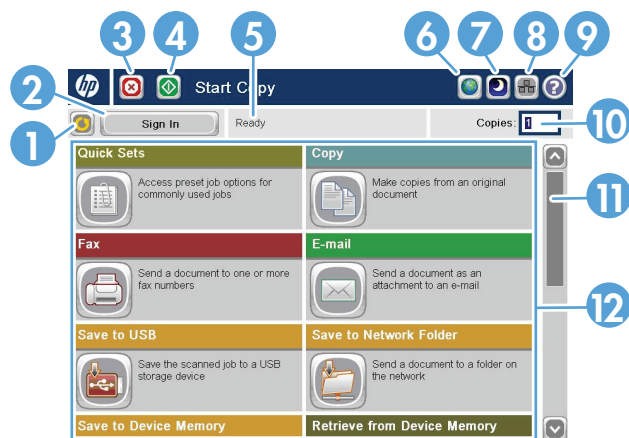 3 4 5 6 7 8 9
hp Start Copy ?
2
1 Sign In Ready Copies: 1 10
Quick Sets
Access preset job options for
commonly used jobs
Copy
Make copies from an original
document
11
Fax
Send a document to one or more
fax numbers
E-mail
Send a document as an
attachment to an e-mail
12
Save to USB
Save the scanned job to a USB
storage device
Save to Network Folder
Send a document to a folder on
the network
Save to Device Memory
Retrieve from Device Memory